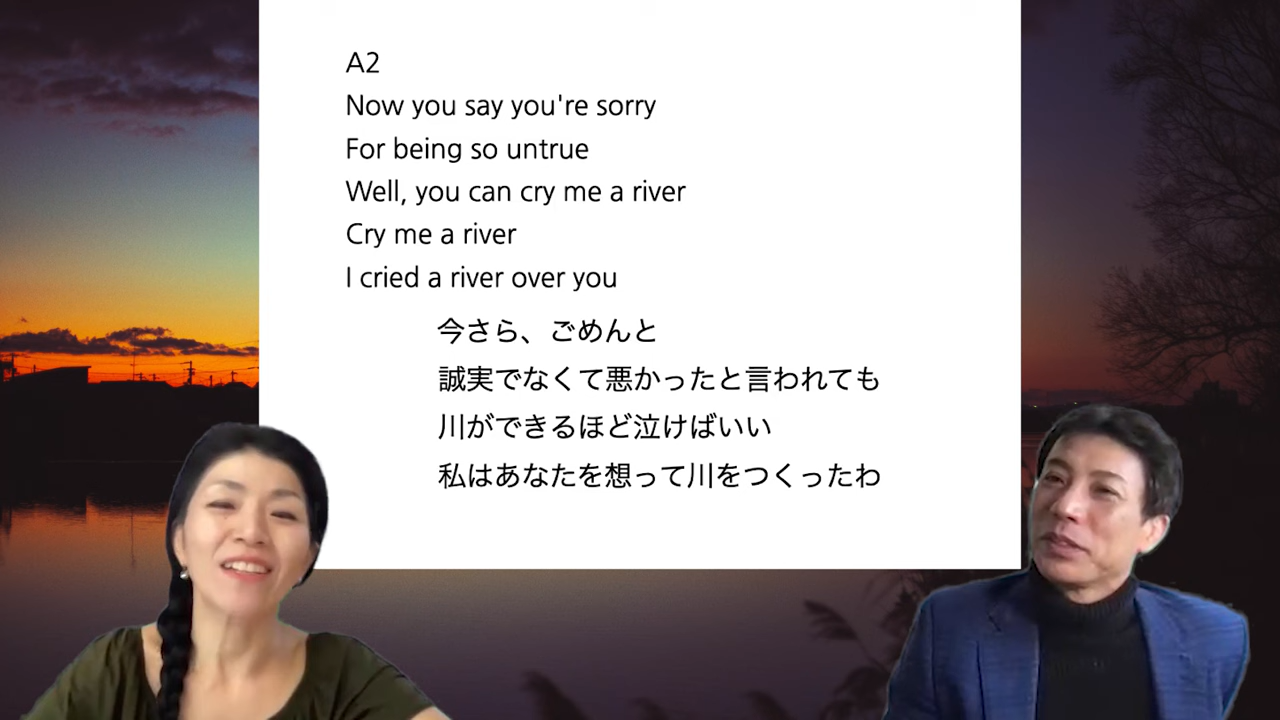 A2
Now you say you're sorry
For being so untrue
Well, you can cry me a river
Cry me a river
I cried a river over you
今さら、ごめんと
誠実でなくて悪かったと言われても
川ができるほど泣けばいい
私はあなたを想って川をつくったわ